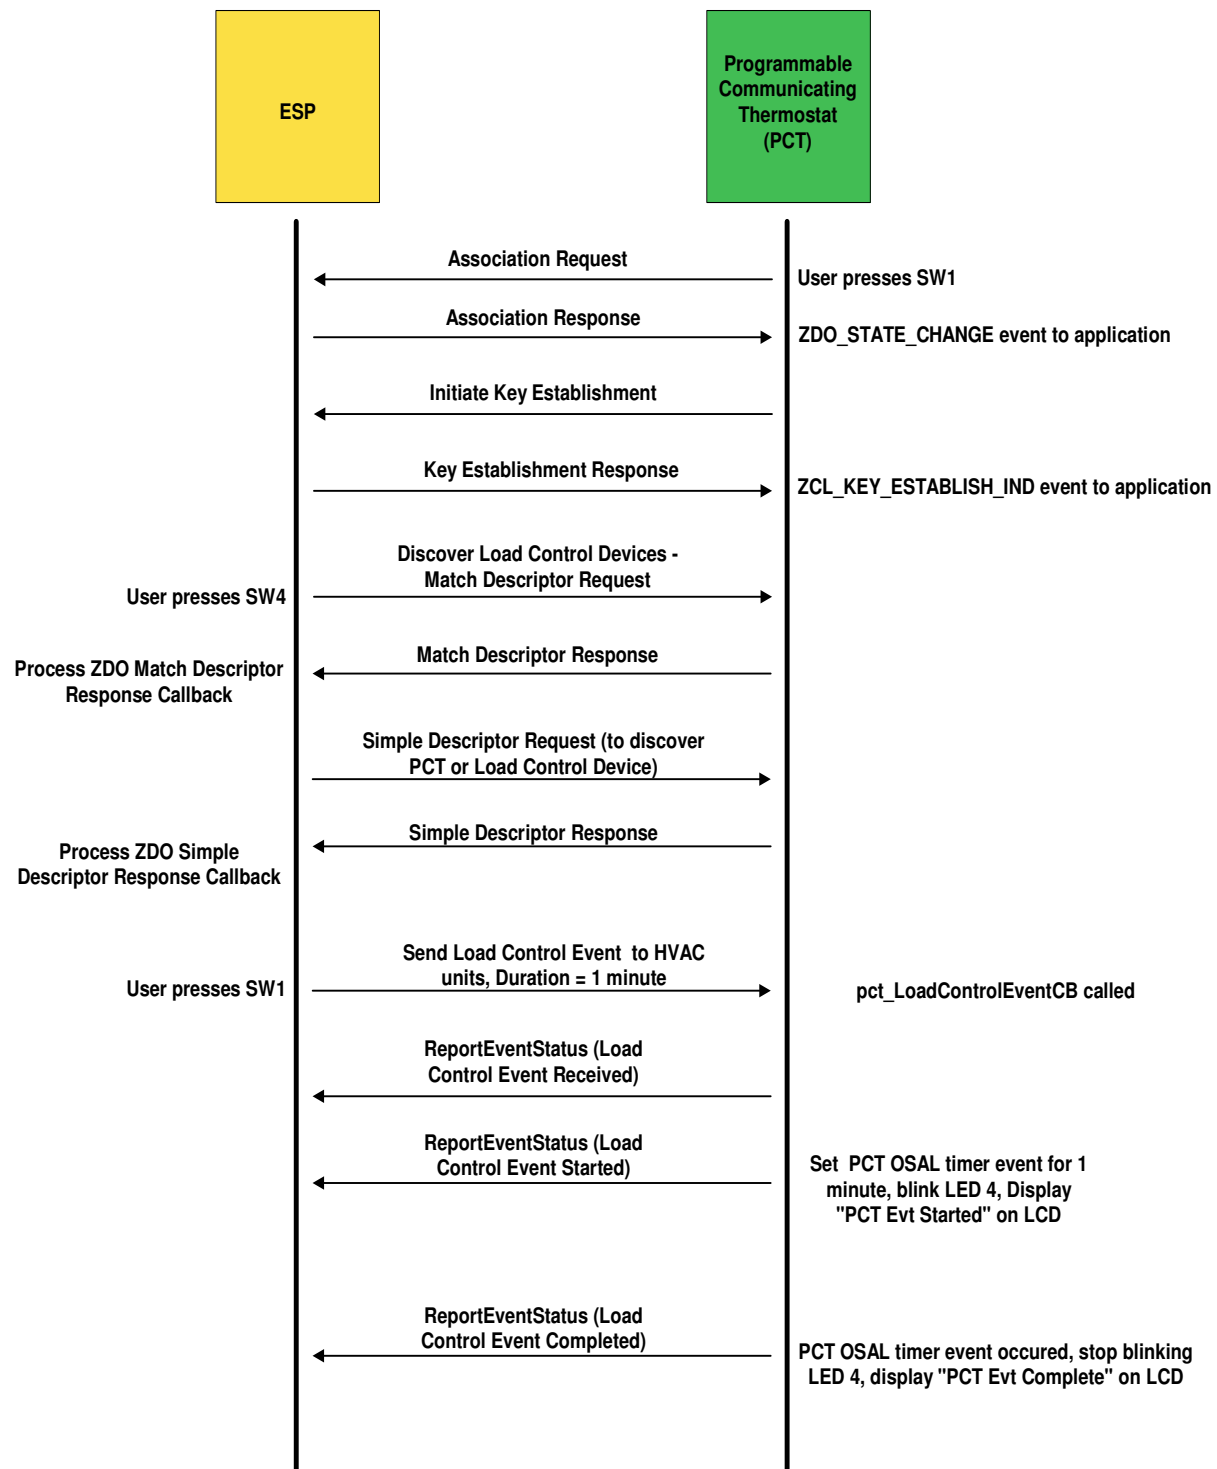 ESP
Programmable
Communicating
Thermostat
(PCT)
Association Request
User presses SW1
Association Response
ZDO_STATE_CHANGE event to application
Initiate Key Establishment
Key Establishment Response
ZCL_KEY_ESTABLISH_IND event to application
Discover Load Control Devices -
Match Descriptor Request
User presses SW4
Match Descriptor Response
Process ZDO Match Descriptor
Response Callback
Simple Descriptor Request (to discover
PCT or Load Control Device)
Simple Descriptor Response
Process ZDO Simple
Descriptor Response Callback
Send Load Control Event  to HVAC
units, Duration = 1 minute
User presses SW1
pct_LoadControlEventCB called
ReportEventStatus (Load
Control Event Received)
ReportEventStatus (Load
Control Event Started)
Set  PCT OSAL timer event for 1
minute, blink LED 4, Display
"PCT Evt Started" on LCD
ReportEventStatus (Load
Control Event Completed)
PCT OSAL timer event occured, stop blinking
LED 4, display "PCT Evt Complete" on LCD